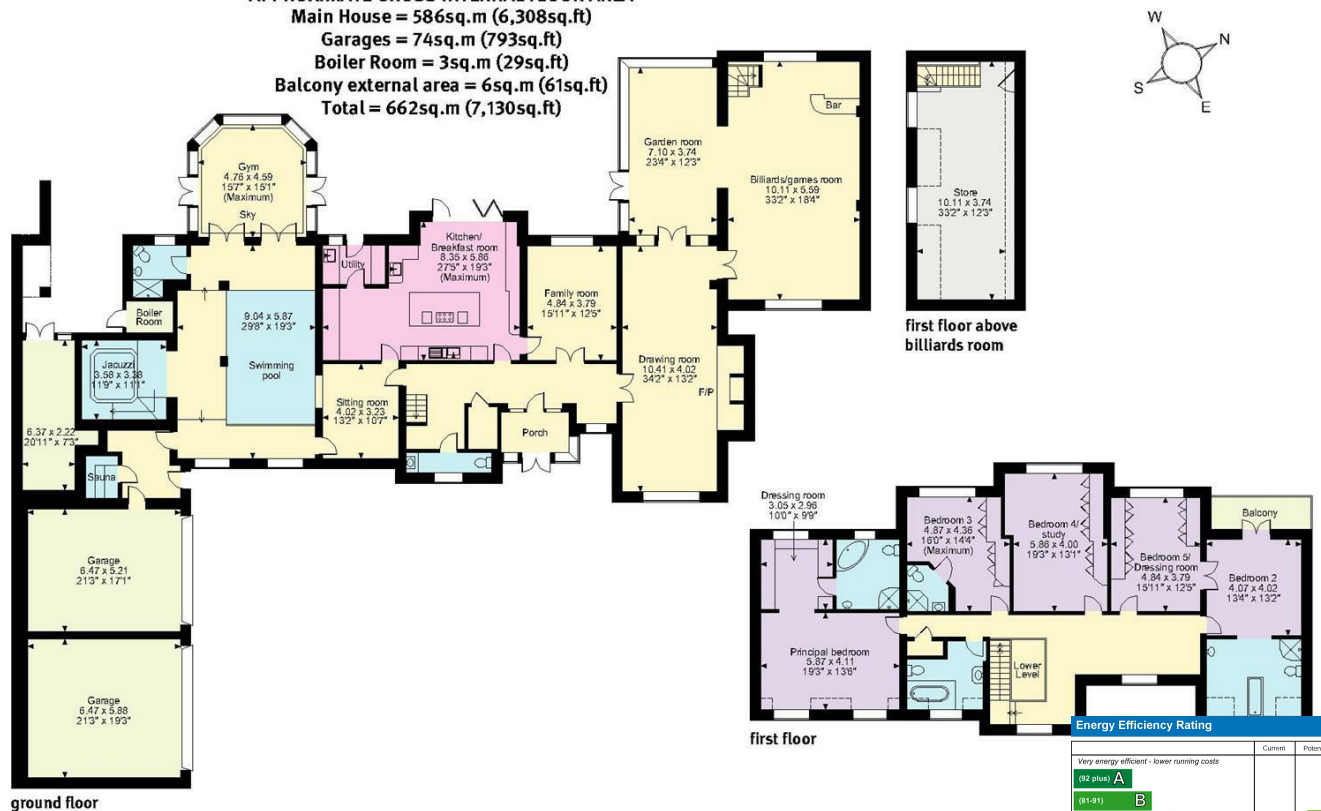 Main House = 586sq.m (6,308sq.ft)
Garages = 74sq.m (793sq.ft)
Boiler Room = 3sq.m (29sq.ft)
Balcony external area = 6sq.m (61sq.ft)
Total = 662sq.m (7,130sq.ft)
W
N
S
E
Gym
4.76 x 4.59
15'7" x 15'1"
(Maximum)
Sky
Garden room
7.10 x 3.74
23'4" x 12'3"
Bar
Billiards/games room
10.11 x 5.59
33'2" x 18'4"
Store
10.11 x 3.74
33'2" x 12'3"
first floor above
billiards room
Utility
Kitchen/
Breakfast room
8.35 x 5.86
27'5" x 19'3"
(Maximum)
Family room
4.84 x 3.79
15'11" x 12'5"
Boiler
Room
9.04 x 5.87
29'8" x 19'3"
Swimming
pool
Jacuzzi
3.58 x 3.38
11'9" x 11'1"
Drawing room
10.41 x 4.02
34'2" x 13'2"
F/P
Sitting room
4.02 x 3.23
13'2" x 10'7"
Porch
6.37 x 2.22
20'11" x 7'3"
Sauna
Garage
6.47 x 5.21
21'3" x 17'1"
Garage
6.47 x 5.88
21'3" x 19'3"
ground floor
Dressing room
3.05 x 2.96
10'0" x 9'9"
Bedroom 3
4.87 x 4.36
16'0" x 14'4"
(Maximum)
Bedroom 4/
study
5.86 x 4.00
19'3" x 13'1"
Bedroom 5/
Dressing room
4.84 x 3.79
15'11" x 12'5"
Balcony
Bedroom 2
4.07 x 4.02
13'4" x 13'2"
Principal bedroom
5.87 x 4.11
19'3" x 13'6"
Lower
Level
first floor
Energy Efficiency Rating
Current
Poten
Very energy efficient - lower running costs
(92 plus) A
(81-91) B